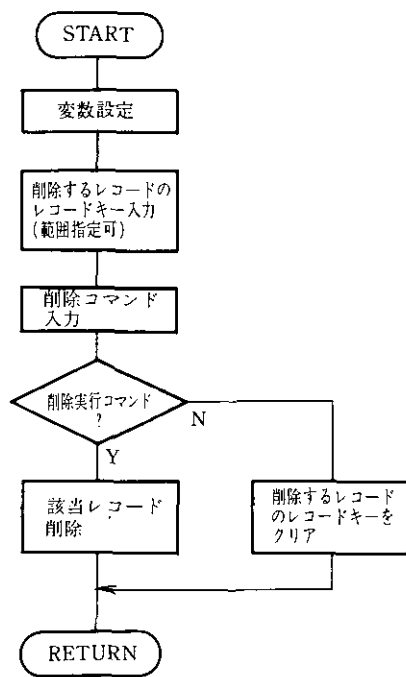 START
変数設定
削除するレコードの
レコードキー入力
(範囲指定可)
削除コマンド
入力
削除実行コマンド
?
N
Y
該当レコード
削除
削除するレコード
のレコードキーを
クリア
RETURN